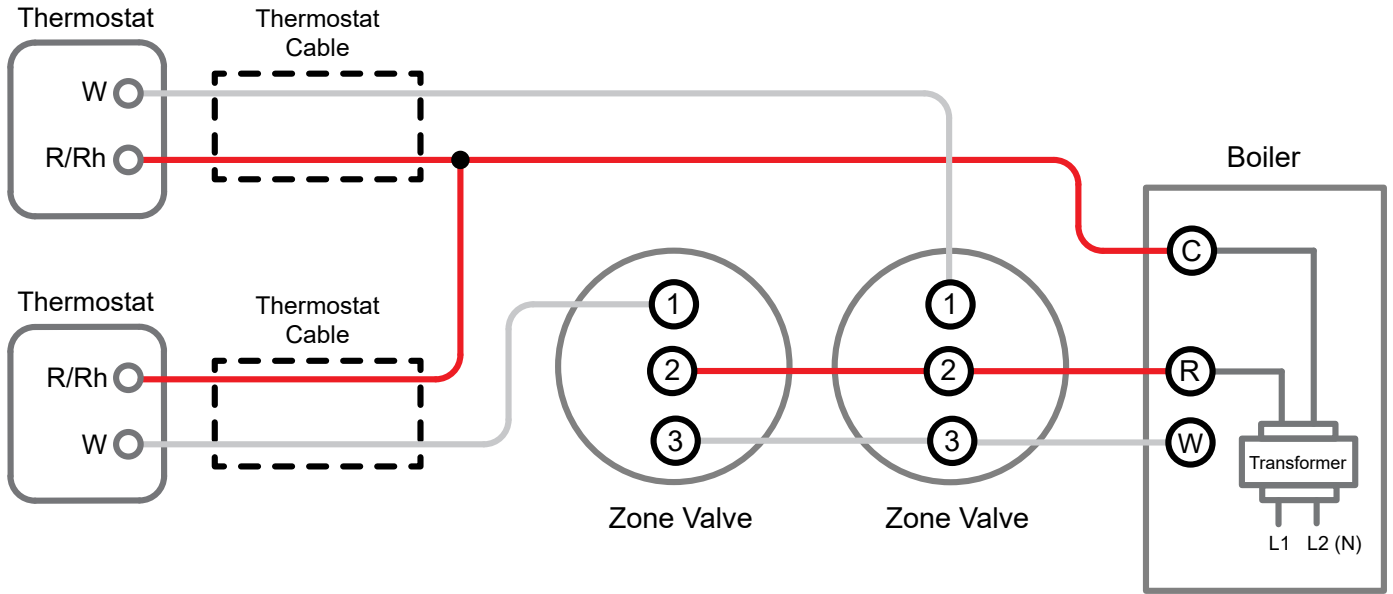 Thermostat
Thermostat
Cable
W
R/Rh
Boiler
C
Thermostat
Thermostat
Cable
R/Rh
W
1
2
3
1
2
3
R
W
Transformer
L1 L2 (N)
Zone Valve
Zone Valve